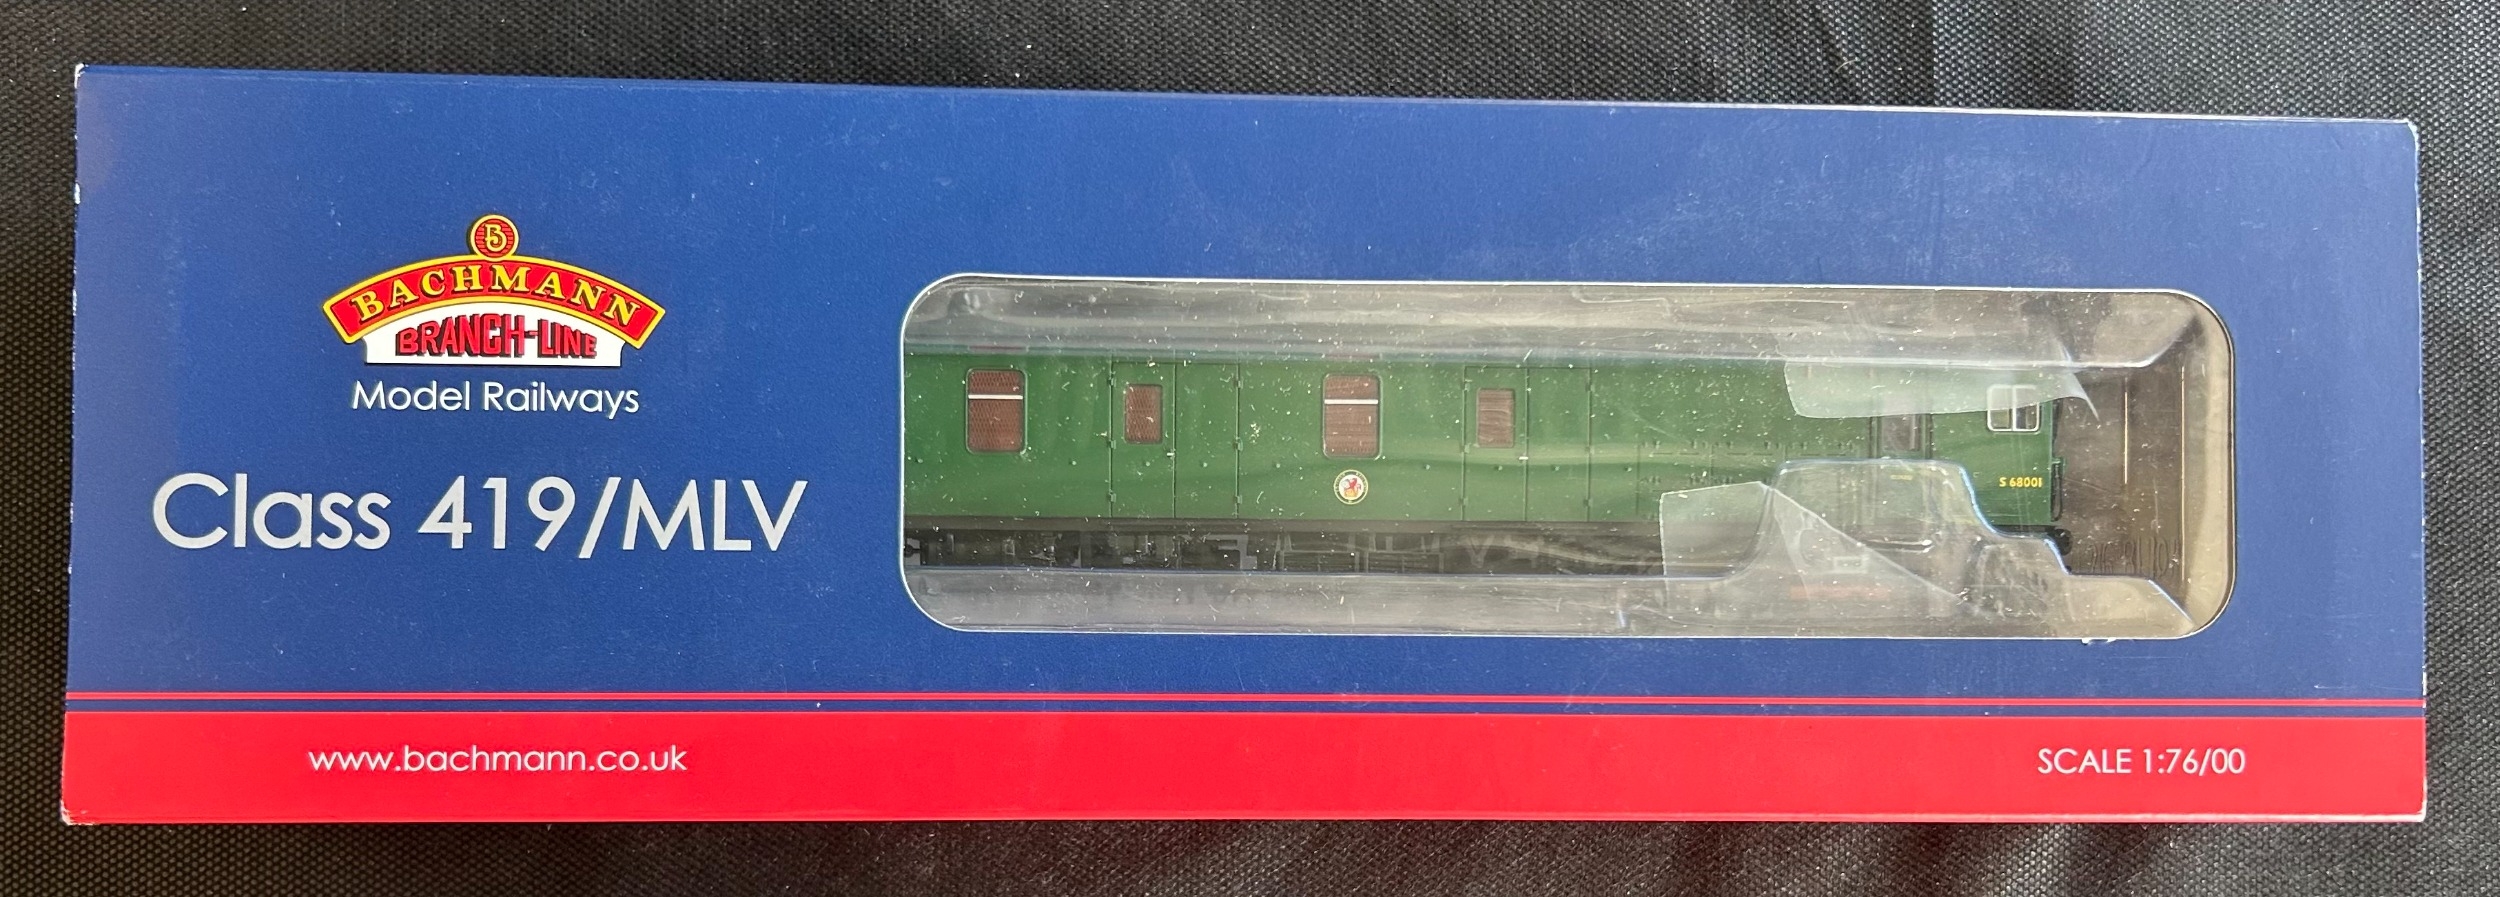 B
BACHMANN
BRANCH-LINE
Model Railways
Class 419/MLV
S 68001
www.bachmann.co.uk
SCALE 1:76/00